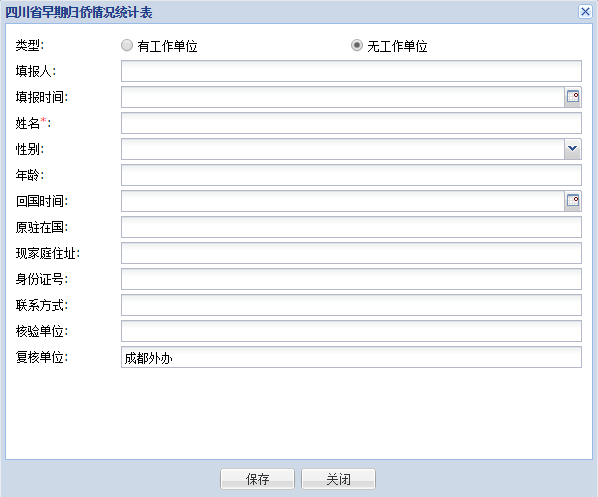 四川省早期归侨情况统计表
类型: 有工作单位 无工作单位
填报人:
填报时间:
姓名*:
性别:
年龄:
回国时间:
原驻在国:
现家庭住址:
身份证号:
联系方式:
核验单位:
复核单位: 成都外办
保存 关闭